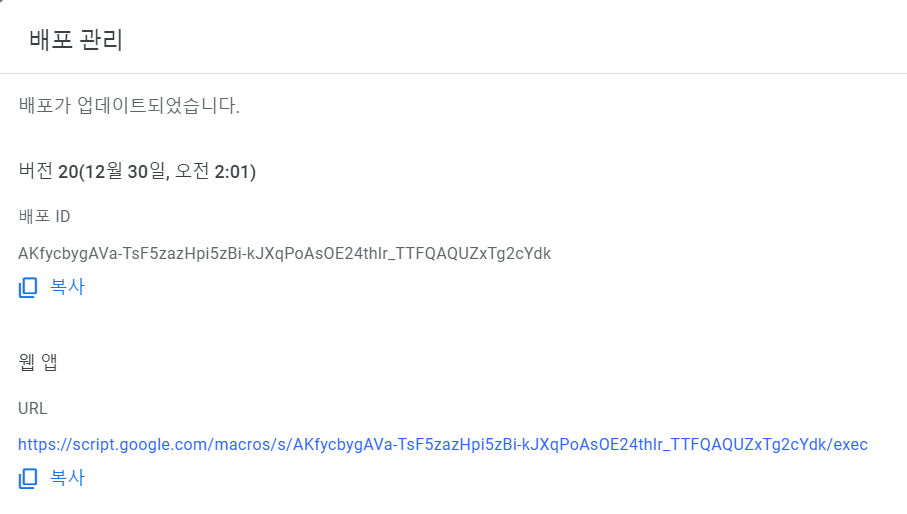 배포 관리
배포가 업데이트되었습니다.
버전 20(12월 30일, 오전 2:01)
배포 ID
AKfycbygAVa-TsF5zazHpi5zBi-kJXqPoAsOE24thlr_TTFQAQUZxTg2cYdk
복사
웹 앱
URL
https://script.google.com/macros/s/AKfycbygAVa-TsF5zazHpi5zBi-kJXqPoAsOE24thlr_TTFQAQUZxTg2cYdk/exec
복사